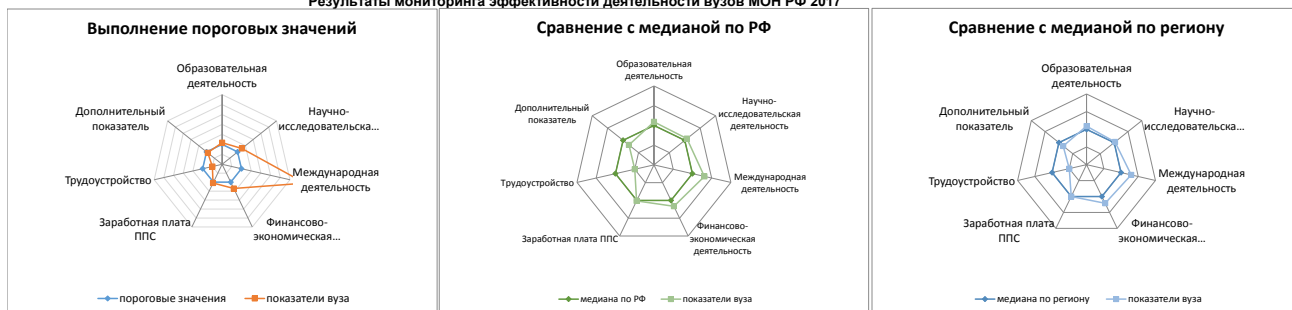 Результаты мониторинга эффективности деятельности вузов МОН РФ 2017
Выполнение пороговых значений
Образовательная
деятельность
Научно-
исследовательска...
Международная
деятельность
Финансово-
экономическая...
Заработная плата
ППС
Трудоустройство
Дополнительный
показатель
пороговые значения
показатели вуза
Сравнение с медианой по РФ
Образовательная
деятельность
Научно-
исследовательская
деятельность
Международная
деятельность
Финансово-
экономическая
деятельность
Заработная плата ППС
Трудоустройство
Дополнительный
показатель
медиана по РФ
показатели вуза
Сравнение с медианой по региону
Образовательная
деятельность
Научно-
исследовательска...
Международная
деятельность
Финансово-
экономическая...
Заработная плата
ППС
Трудоустройство
Дополнительный
показатель
медиана по региону
показатели вуза